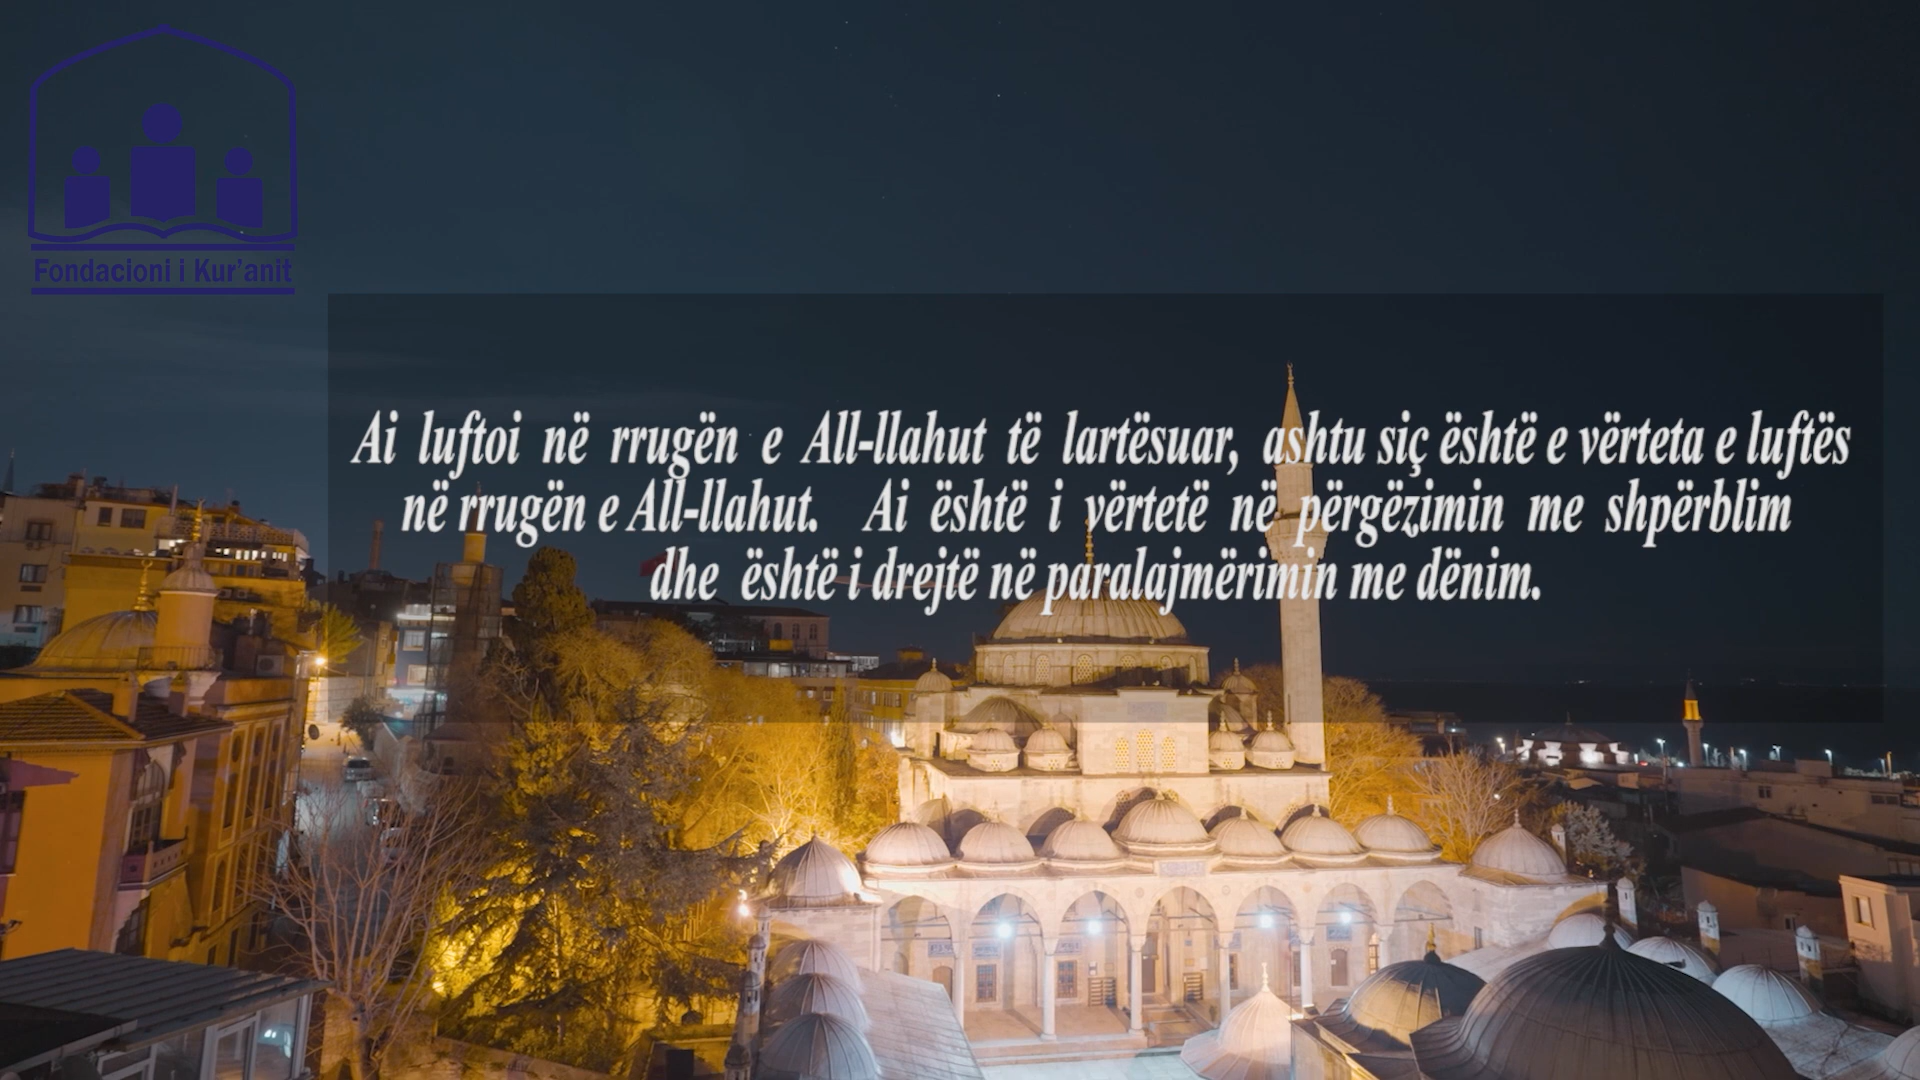 Fondacioni i Kur'anit
Ai luftoi në rrugën e All-llahut të lartësuar, ashtu siç është e vërteta e luftës
në rrugën e All-llahut. Ai është i vërtetë në përgëzimin me shpërblim
dhe është i drejtë në paralajmërimin me dënim.